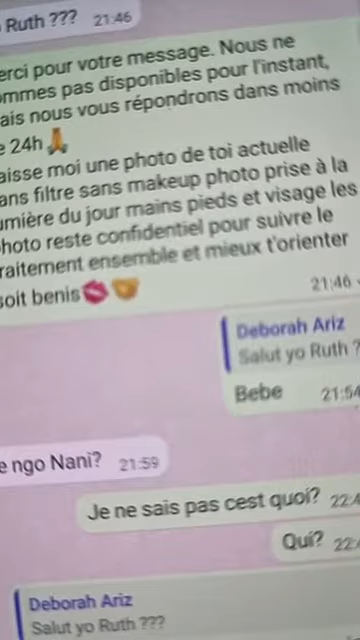 Ruth ??? 21:46
erci pour votre message. Nous ne
ommes pas disponibles pour l'instant,
ais nous vous répondrons dans moins
e 24h🙏
aisse moi une photo de toi actuelle
ans filtre sans makeup photo prise à la
umière du jour mains pieds et visage les
hoto reste confidentiel pour suivre le
raitement ensemble et mieux t'orienter
soit benis💋🤝
21:46
Deborah Ariz
Salut yo Ruth ?
Bebe 21:54
e ngo Nani? 21:59
Je ne sais pas cest quoi? 22:4
Qui? 22:
Deborah Ariz
Salut yo Ruth ???